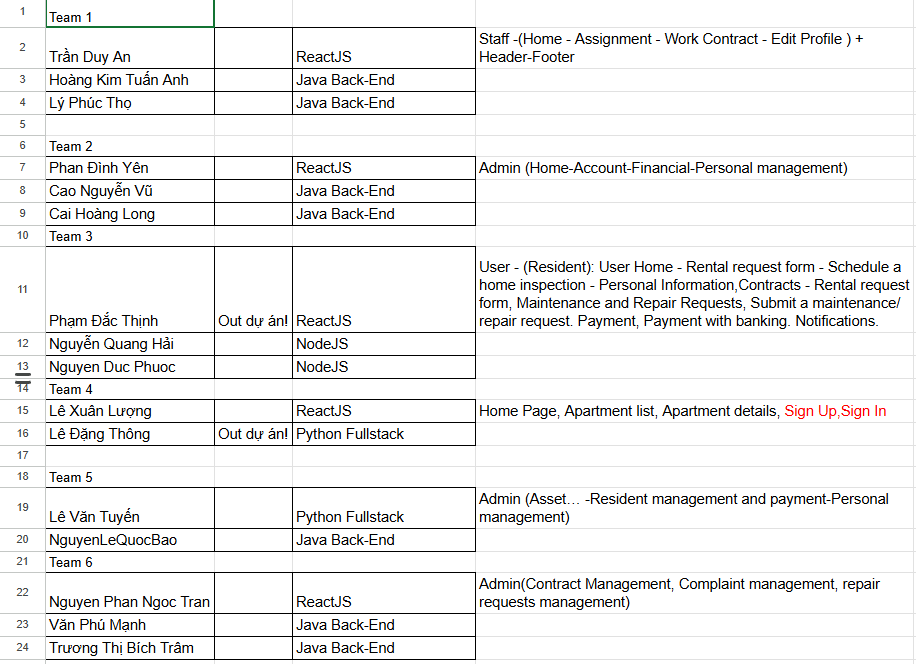 1 Team 1
Staff -(Home - Assignment - Work Contract - Edit Profile ) +
2 Trần Duy An ReactJS Header-Footer
3 Hoàng Kim Tuấn Anh Java Back-End
4 Lý Phúc Thọ Java Back-End
5
6 Team 2
7 Phan Đình Yên ReactJS Admin (Home-Account-Financial-Personal management)
8 Cao Nguyễn Vũ Java Back-End
9 Cai Hoàng Long Java Back-End
10 Team 3
User - (Resident): User Home - Rental request form - Schedule a
home inspection - Personal Information,Contracts - Rental request
form, Maintenance and Repair Requests, Submit a maintenance/
11 Phạm Đắc Thịnh Out dự án! ReactJS repair request. Payment, Payment with banking. Notifications.
12 Nguyễn Quang Hải NodeJS
13 Nguyen Duc Phuoc NodeJS
14 Team 4
15 Lê Xuân Lượng ReactJS Home Page, Apartment list, Apartment details, Sign Up,Sign In
16 Lê Đặng Thông Out dự án! Python Fullstack
17
18 Team 5
Admin (Asset… -Resident management and payment-Personal
19 Lê Văn Tuyến Python Fullstack management)
20 NguyenLeQuocBao Java Back-End
21 Team 6
Admin(Contract Management, Complaint management, repair
22 Nguyen Phan Ngoc Tran ReactJS requests management)
23 Văn Phú Mạnh Java Back-End
24 Trương Thị Bích Trâm Java Back-End